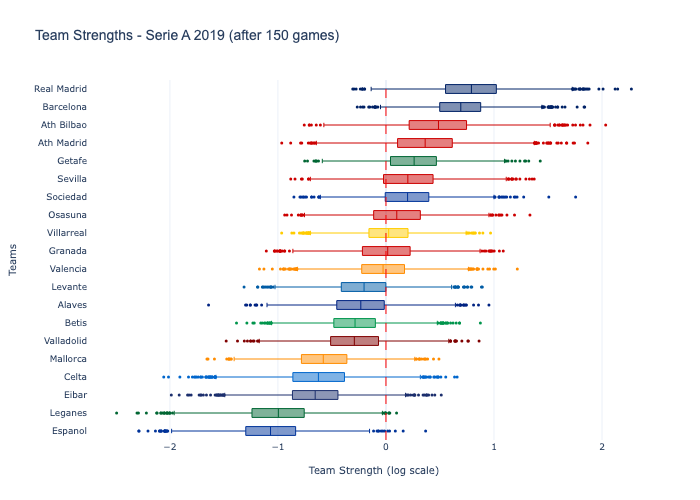 Team Strengths - Serie A 2019 (after 150 games)
Real Madrid
Barcelona
Ath Bilbao
Ath Madrid
Getafe
Sevilla
Sociedad
Osasuna
Villarreal
Granada
Valencia
Levante
Alaves
Betis
Valladolid
Mallorca
Celta
Eibar
Leganes
Espanol
Teams
−2 −1 0 1 2
Team Strength (log scale)